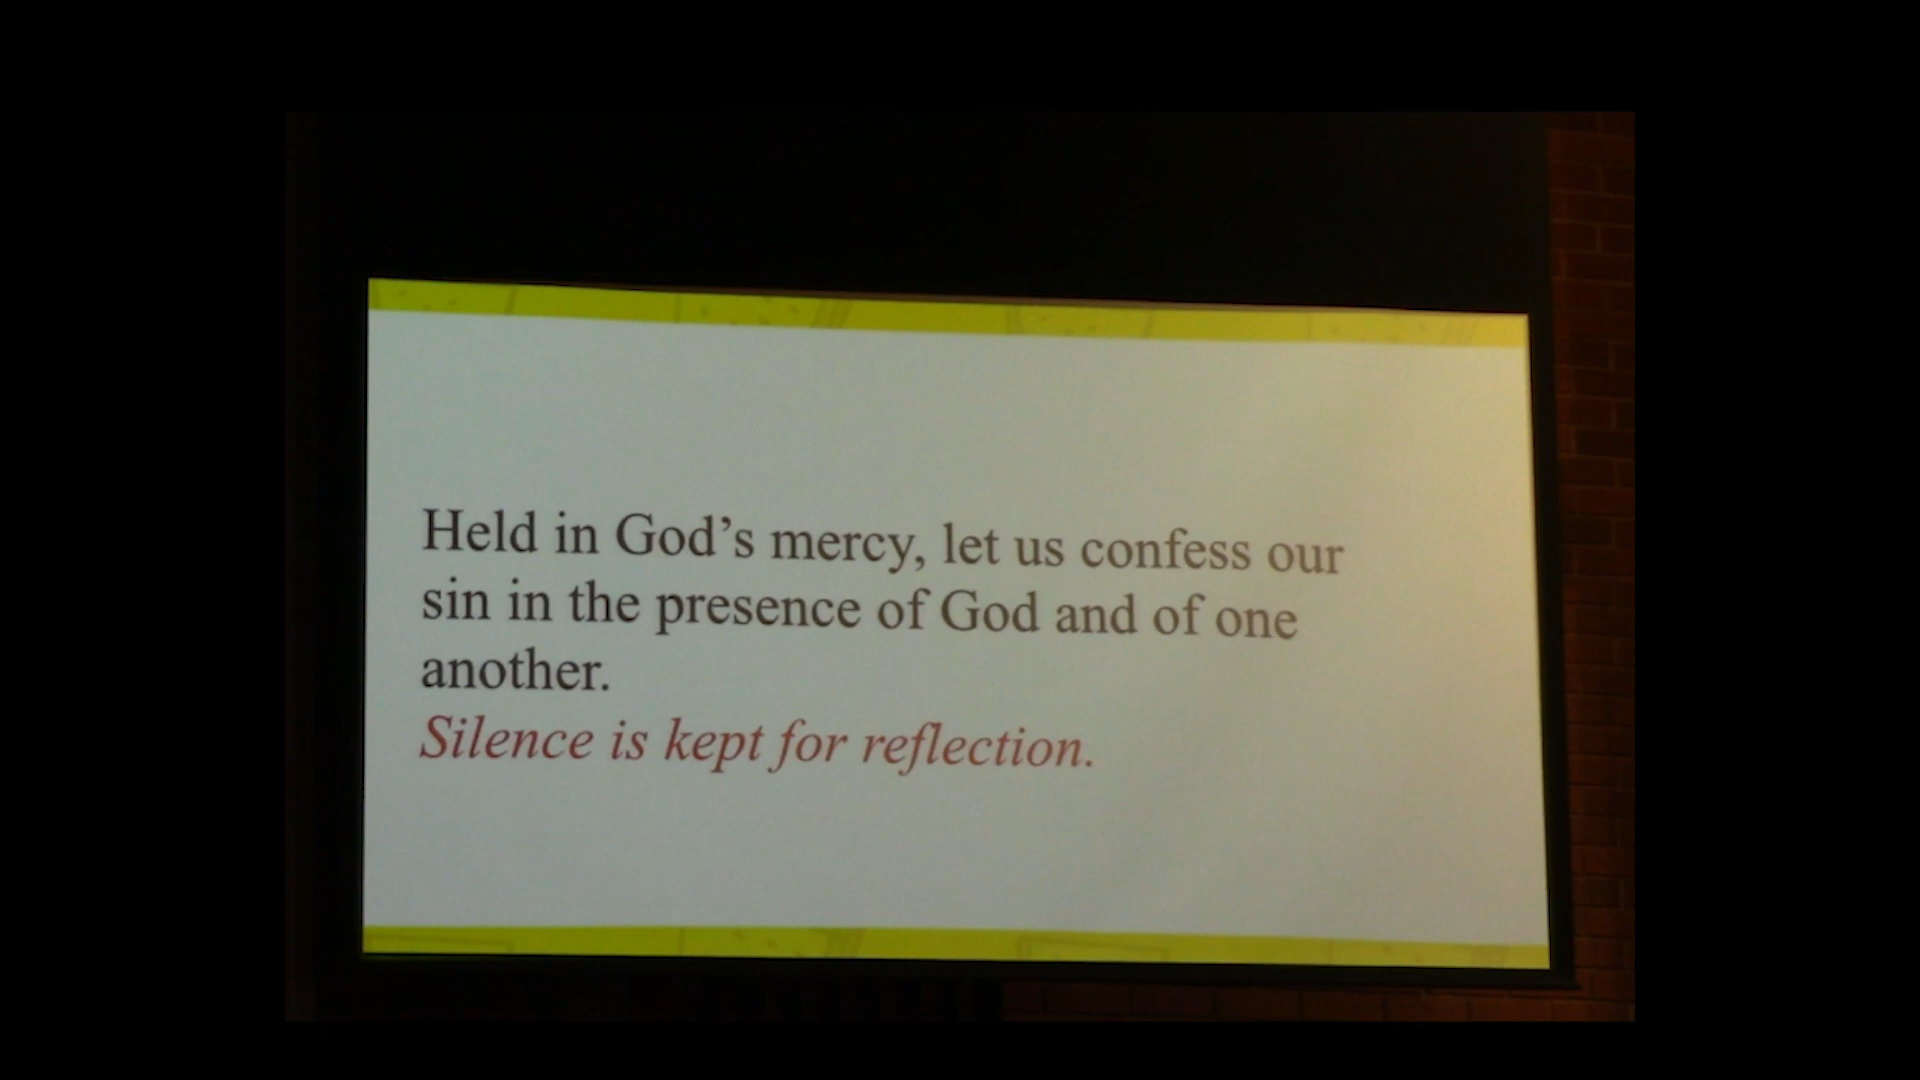 Held in God’s mercy, let us confess our
sin in the presence of God and of one
another.
Silence is kept for reflection.